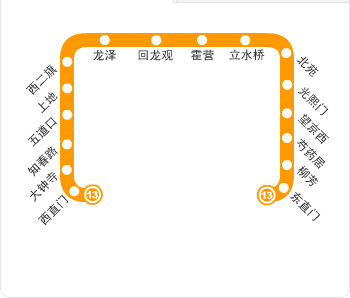 龙泽
回龙观
霍营
立水桥
西二旗
上地
五道口
知春路
大钟寺
西直门
13
北苑
光熙门
望京西
芍药居
柳芳
东直门
13